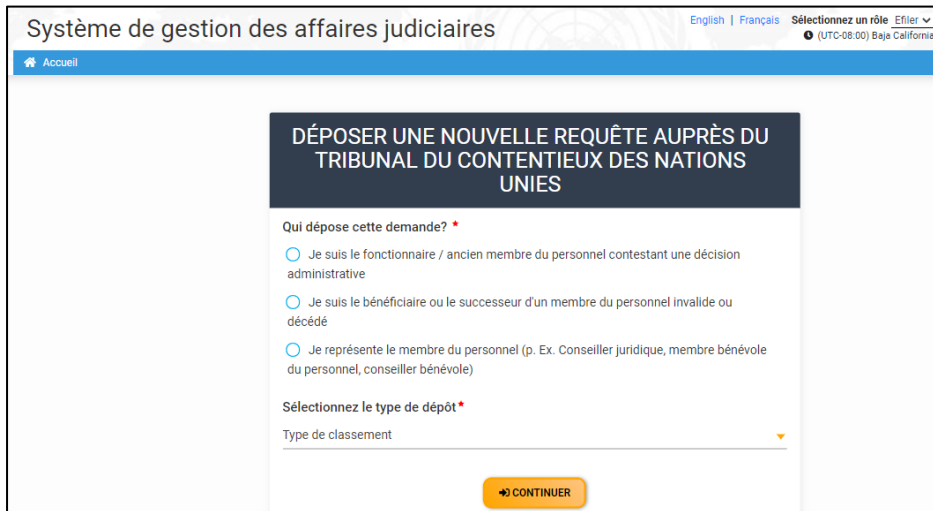 Système de gestion des affaires judiciaires
English | Français Sélectionnez un rôle Efiler
(UTC-08:00) Baja California
Accueil
DÉPOSER UNE NOUVELLE REQUÊTE AUPRÈS DU
TRIBUNAL DU CONTENTIEUX DES NATIONS
UNIES
Qui dépose cette demande? *
Je suis le fonctionnaire / ancien membre du personnel contestant une décision
administrative
Je suis le bénéficiaire ou le successeur d'un membre du personnel invalide ou
décédé
Je représente le membre du personnel (p. Ex. Conseiller juridique, membre bénévole
du personnel, conseiller bénévole)
Sélectionnez le type de dépôt*
Type de classement
CONTINUER